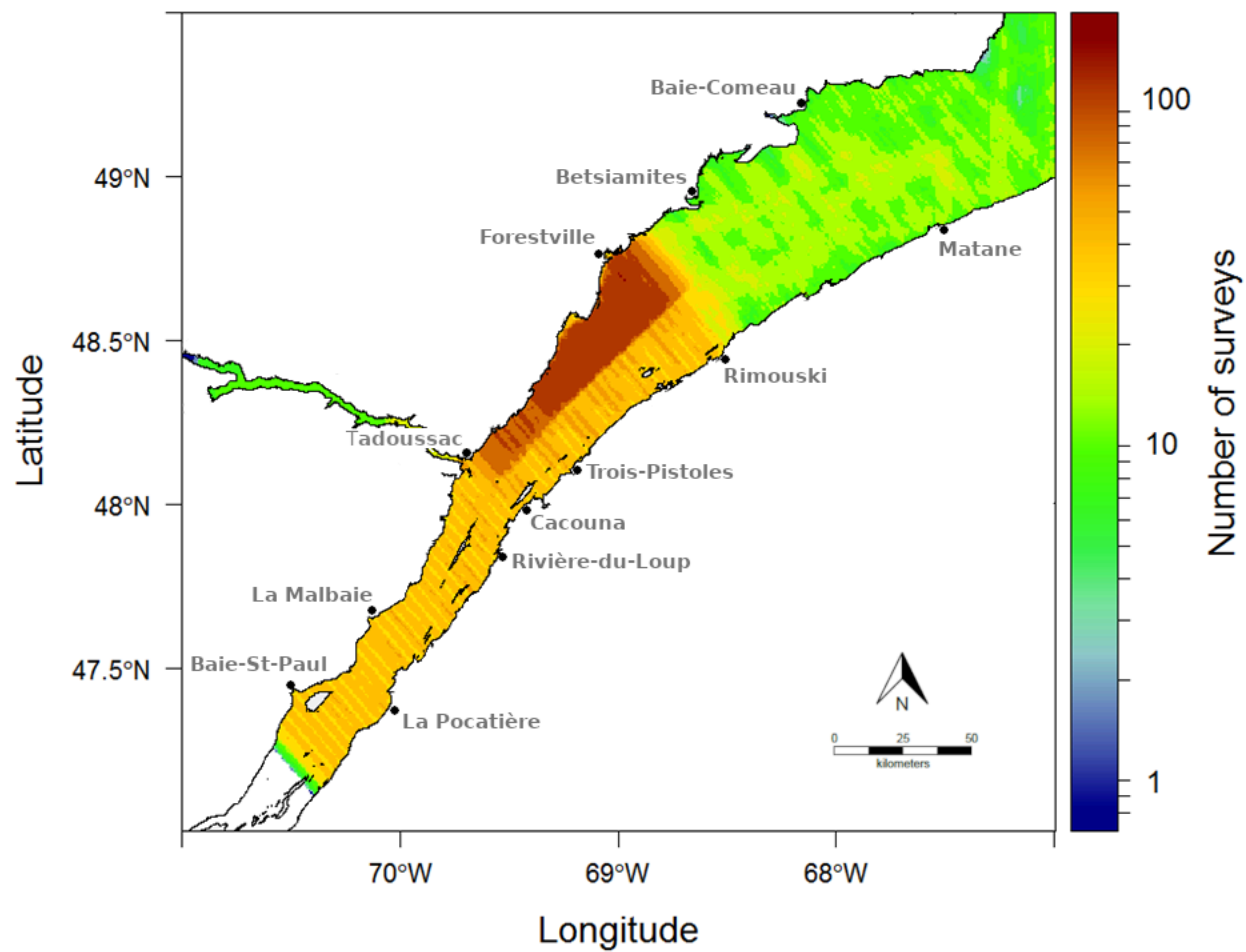 Baie-Comeau
100
49°N
Betsiamites
Forestville
Matane
48.5°N
Rimouski
Tadoussac
10
Trois-Pistoles
48°N
Cacouna
Rivière-du-Loup
La Malbaie
Baie-St-Paul
47.5°N
La Pocatière
N
0 25 50
kilometers
1
70°W 69°W 68°W
Longitude
Latitude
Number of surveys